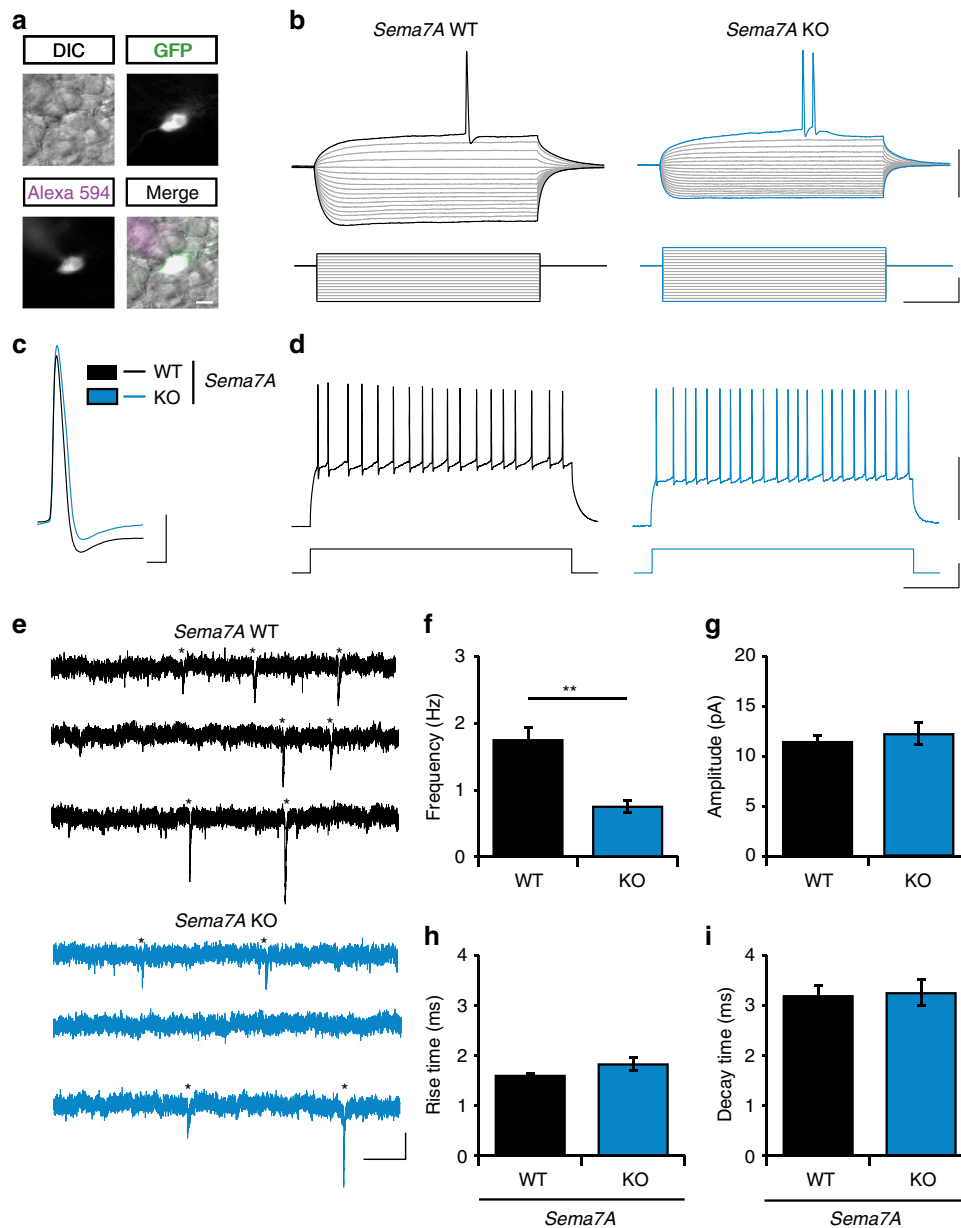 a
DIC
GFP
Alexa 594
Merge
b
Sema7A WT
Sema7A KO
c
WT
KO
Sema7A
d
e
Sema7A WT
* * *
* *
* *
Sema7A KO
* *
* *
f
3
2
1
0
Frequency (Hz)
**
WT
KO
g
20
15
10
5
0
Amplitude (pA)
WT
KO
h
4
3
2
1
0
Rise time (ms)
WT
KO
Sema7A
i
4
3
2
1
0
Decay time (ms)
WT
KO
Sema7A